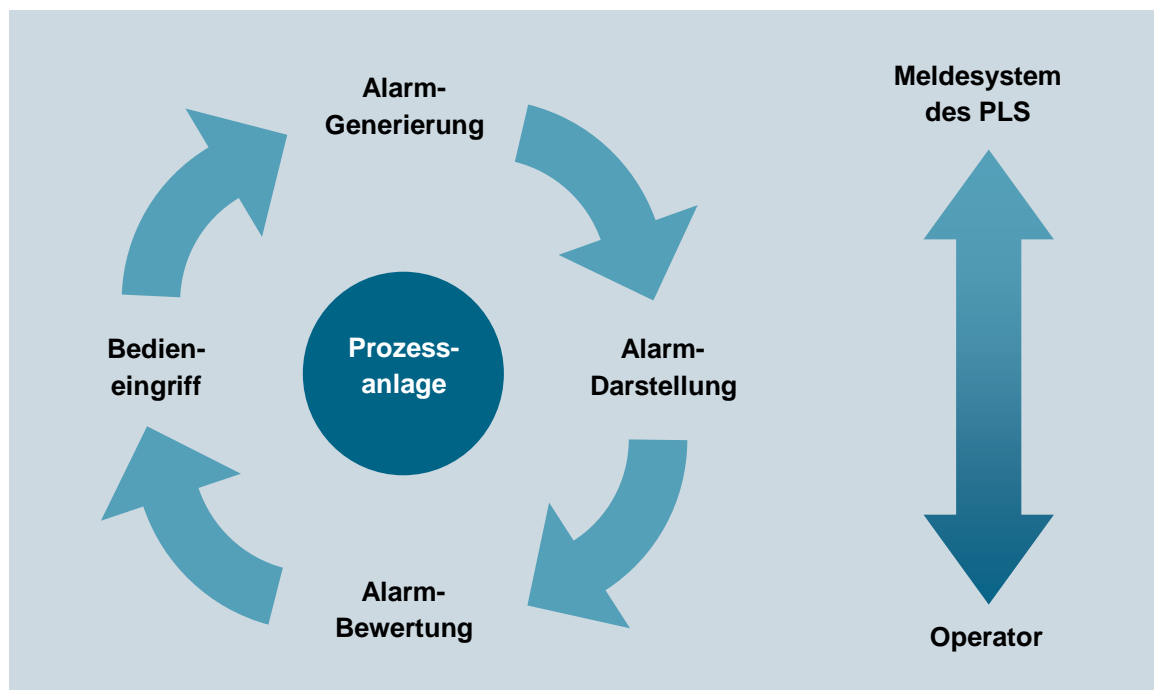 Alarm-
Generierung
Meldesystem
des PLS
Bedien-
eingriff
Prozess-
anlage
Alarm-
Darstellung
Alarm-
Bewertung
Operator